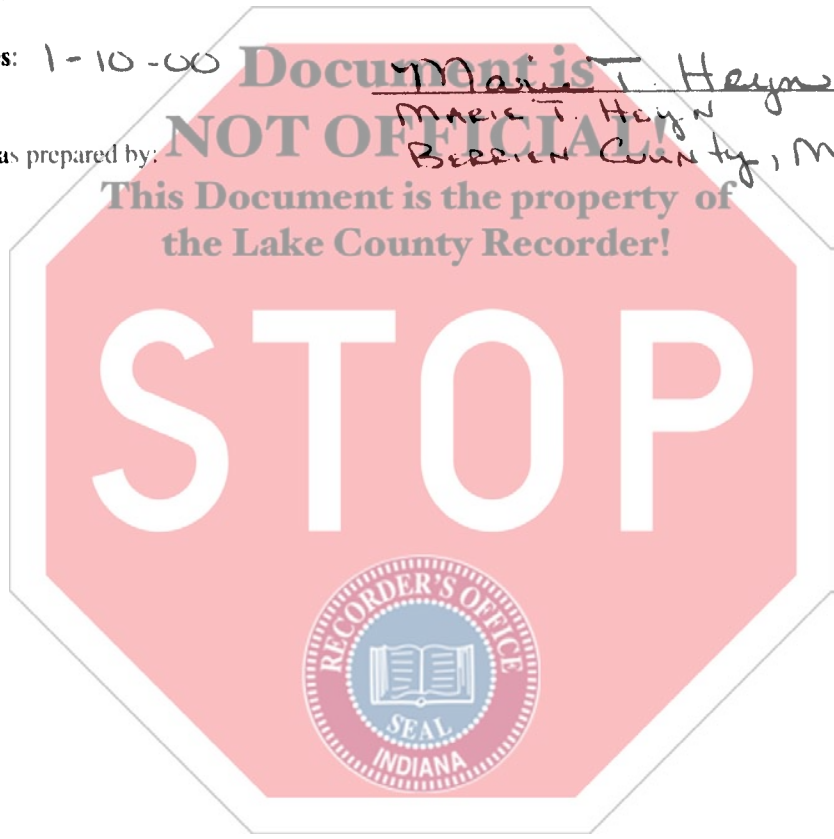 s: 1-10-00 Marie T. Heyn
MARIE T. HEYN
as prepared by: BERRIEN COUNTY, M
Document is
NOT OFFICIAL!
This Document is the property of
the Lake County Recorder!
STOP
RECORDER'S OFFICE
SEAL
INDIANA